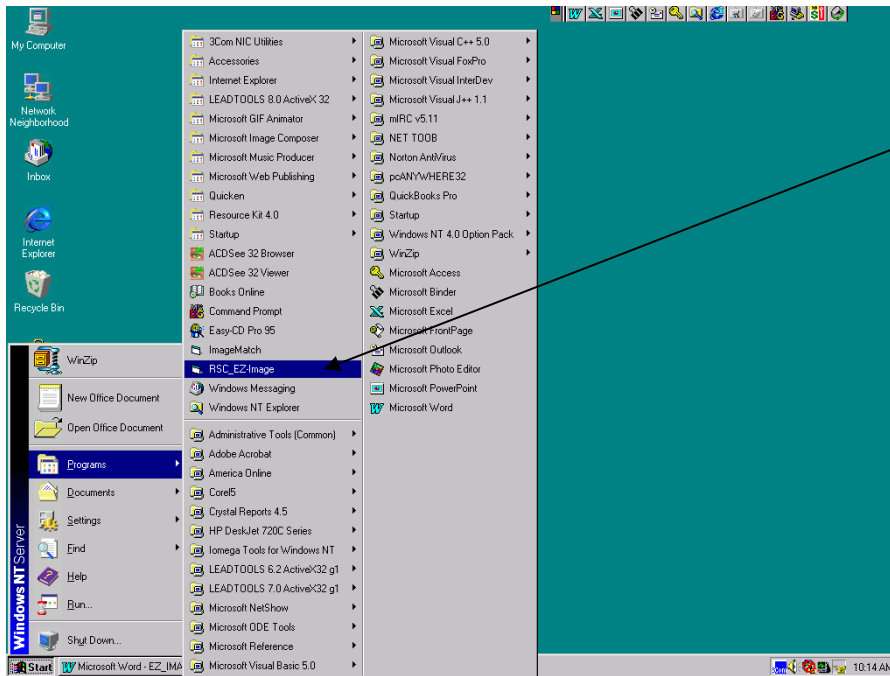 My Computer
Network
Neighborhood
Inbox
Internet
Explorer
Recycle Bin
WinZip
New Office Document
Open Office Document
Programs
Documents
Settings
Find
Help
Run...
Shut Down...
Windows NT Server
3Com NIC Utilities
Accessories
Internet Explorer
LEADTOOLS 8.0 ActiveX 32
Microsoft GIF Animator
Microsoft Image Composer
Microsoft Music Producer
Microsoft Web Publishing
Quicken
Resource Kit 4.0
Startup
ACDSee 32 Browser
ACDSee 32 Viewer
Books Online
Command Prompt
Easy-CD Pro 95
ImageMatch
RSC_EZ-Image
Windows Messaging
Windows NT Explorer
Administrative Tools (Common)
Adobe Acrobat
America Online
Corel5
Crystal Reports 4.5
HP DeskJet 720C Series
Iomega Tools for Windows NT
LEADTOOLS 6.2 ActiveX32 g1
LEADTOOLS 7.0 ActiveX32 g1
Microsoft NetShow
Microsoft ODE Tools
Microsoft Reference
Microsoft Visual Basic 5.0
Microsoft Visual C++ 5.0
Microsoft Visual FoxPro
Microsoft Visual InterDev
Microsoft Visual J++ 1.1
mIRC v5.11
NET TOOB
Norton AntiVirus
pcANYWHERE32
QuickBooks Pro
Startup
Windows NT 4.0 Option Pack
WinZip
Microsoft Access
Microsoft Binder
Microsoft Excel
Microsoft FrontPage
Microsoft Outlook
Microsoft Photo Editor
Microsoft PowerPoint
Microsoft Word
Start
Microsoft Word - EZ_IMA
10:14 AM